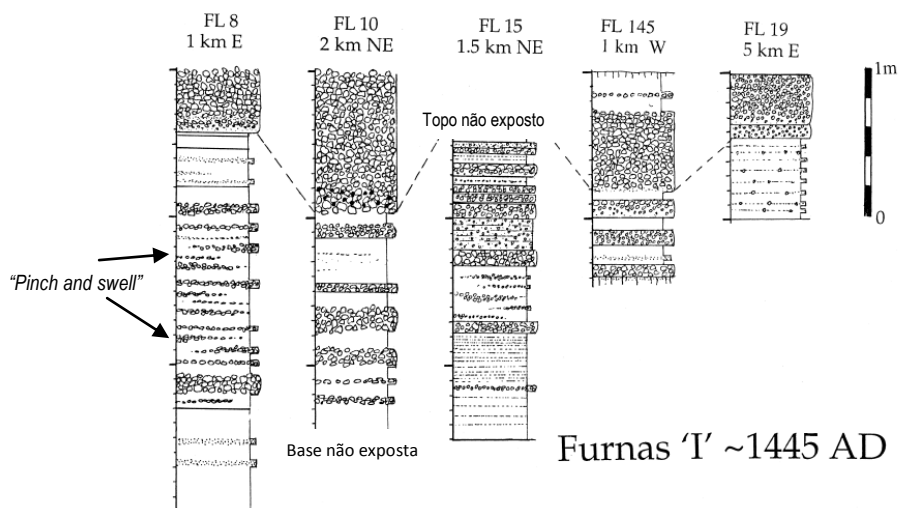 FL 8
1 km E
FL 10
2 km NE
FL 15
1.5 km NE
FL 145
1 km W
FL 19
5 km E
1m
0
Topo não exposto
“Pinch and swell”
Base não exposta
Furnas ‘I’ ~1445 AD